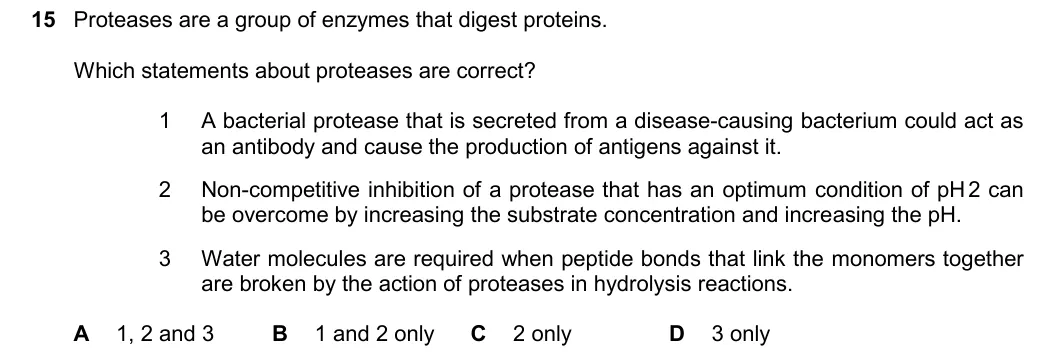 15 Proteases are a group of enzymes that digest proteins.
Which statements about proteases are correct?
1 A bacterial protease that is secreted from a disease-causing bacterium could act as
an antibody and cause the production of antigens against it.
2 Non-competitive inhibition of a protease that has an optimum condition of pH 2 can
be overcome by increasing the substrate concentration and increasing the pH.
3 Water molecules are required when peptide bonds that link the monomers together
are broken by the action of proteases in hydrolysis reactions.
A 1, 2 and 3 B 1 and 2 only C 2 only D 3 only